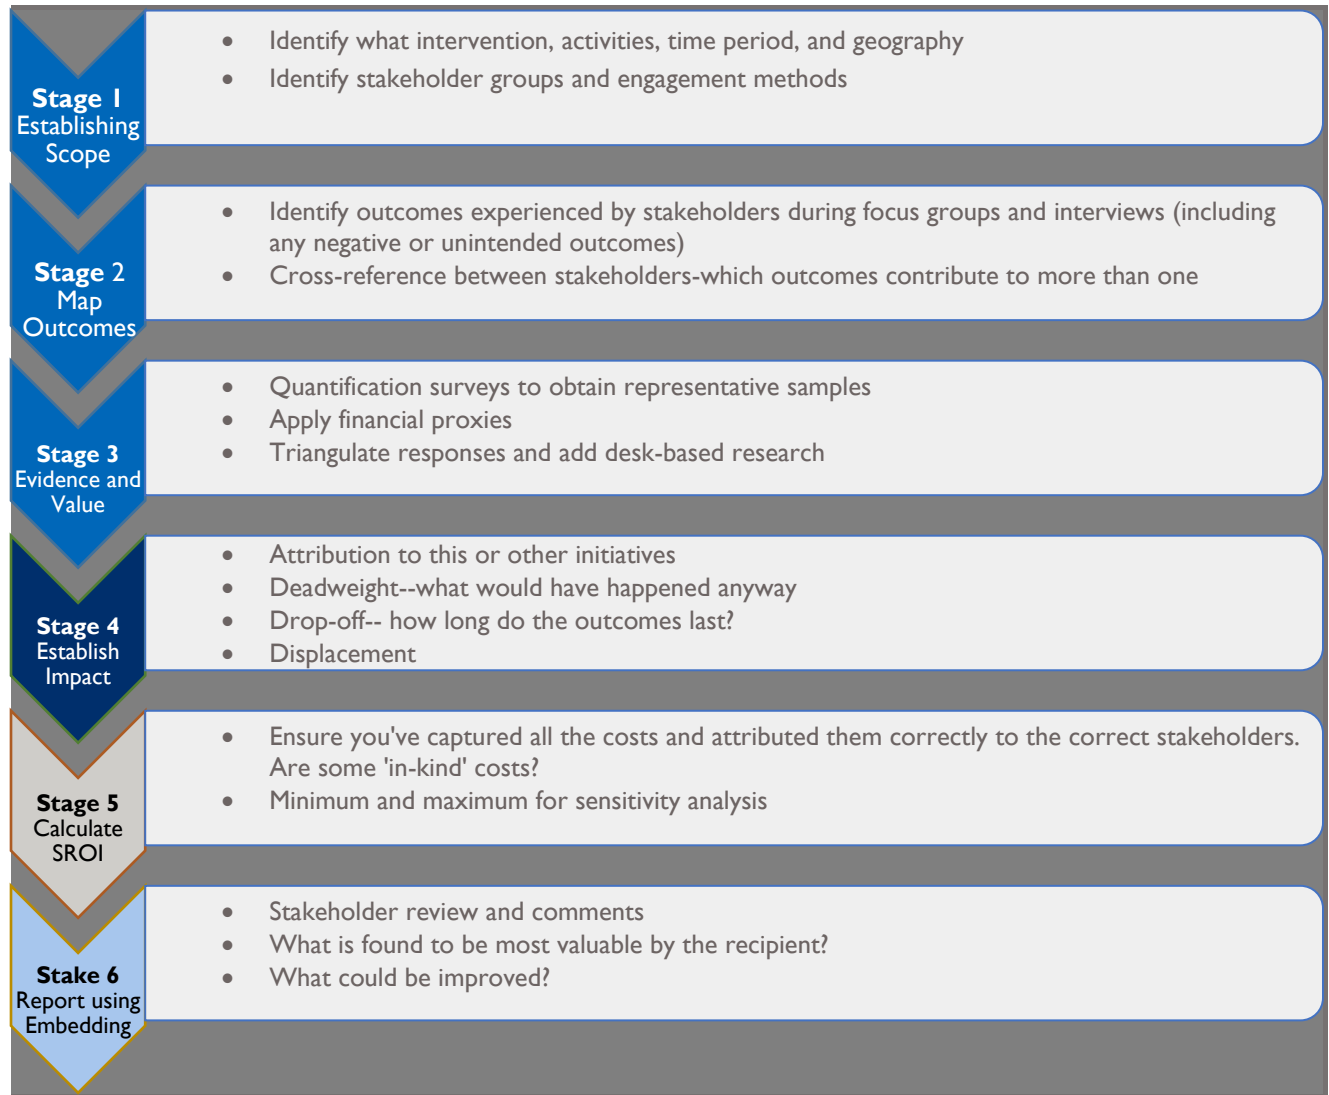 Stage 1
Establishing
Scope
• Identify what intervention, activities, time period, and geography
• Identify stakeholder groups and engagement methods
Stage 2
Map
Outcomes
• Identify outcomes experienced by stakeholders during focus groups and interviews (including
any negative or unintended outcomes)
• Cross-reference between stakeholders-which outcomes contribute to more than one
Stage 3
Evidence and
Value
• Quantification surveys to obtain representative samples
• Apply financial proxies
• Triangulate responses and add desk-based research
Stage 4
Establish
Impact
• Attribution to this or other initiatives
• Deadweight--what would have happened anyway
• Drop-off-- how long do the outcomes last?
• Displacement
Stage 5
Calculate
SROI
• Ensure you've captured all the costs and attributed them correctly to the correct stakeholders.
Are some 'in-kind' costs?
• Minimum and maximum for sensitivity analysis
Stake 6
Report using
Embedding
• Stakeholder review and comments
• What is found to be most valuable by the recipient?
• What could be improved?